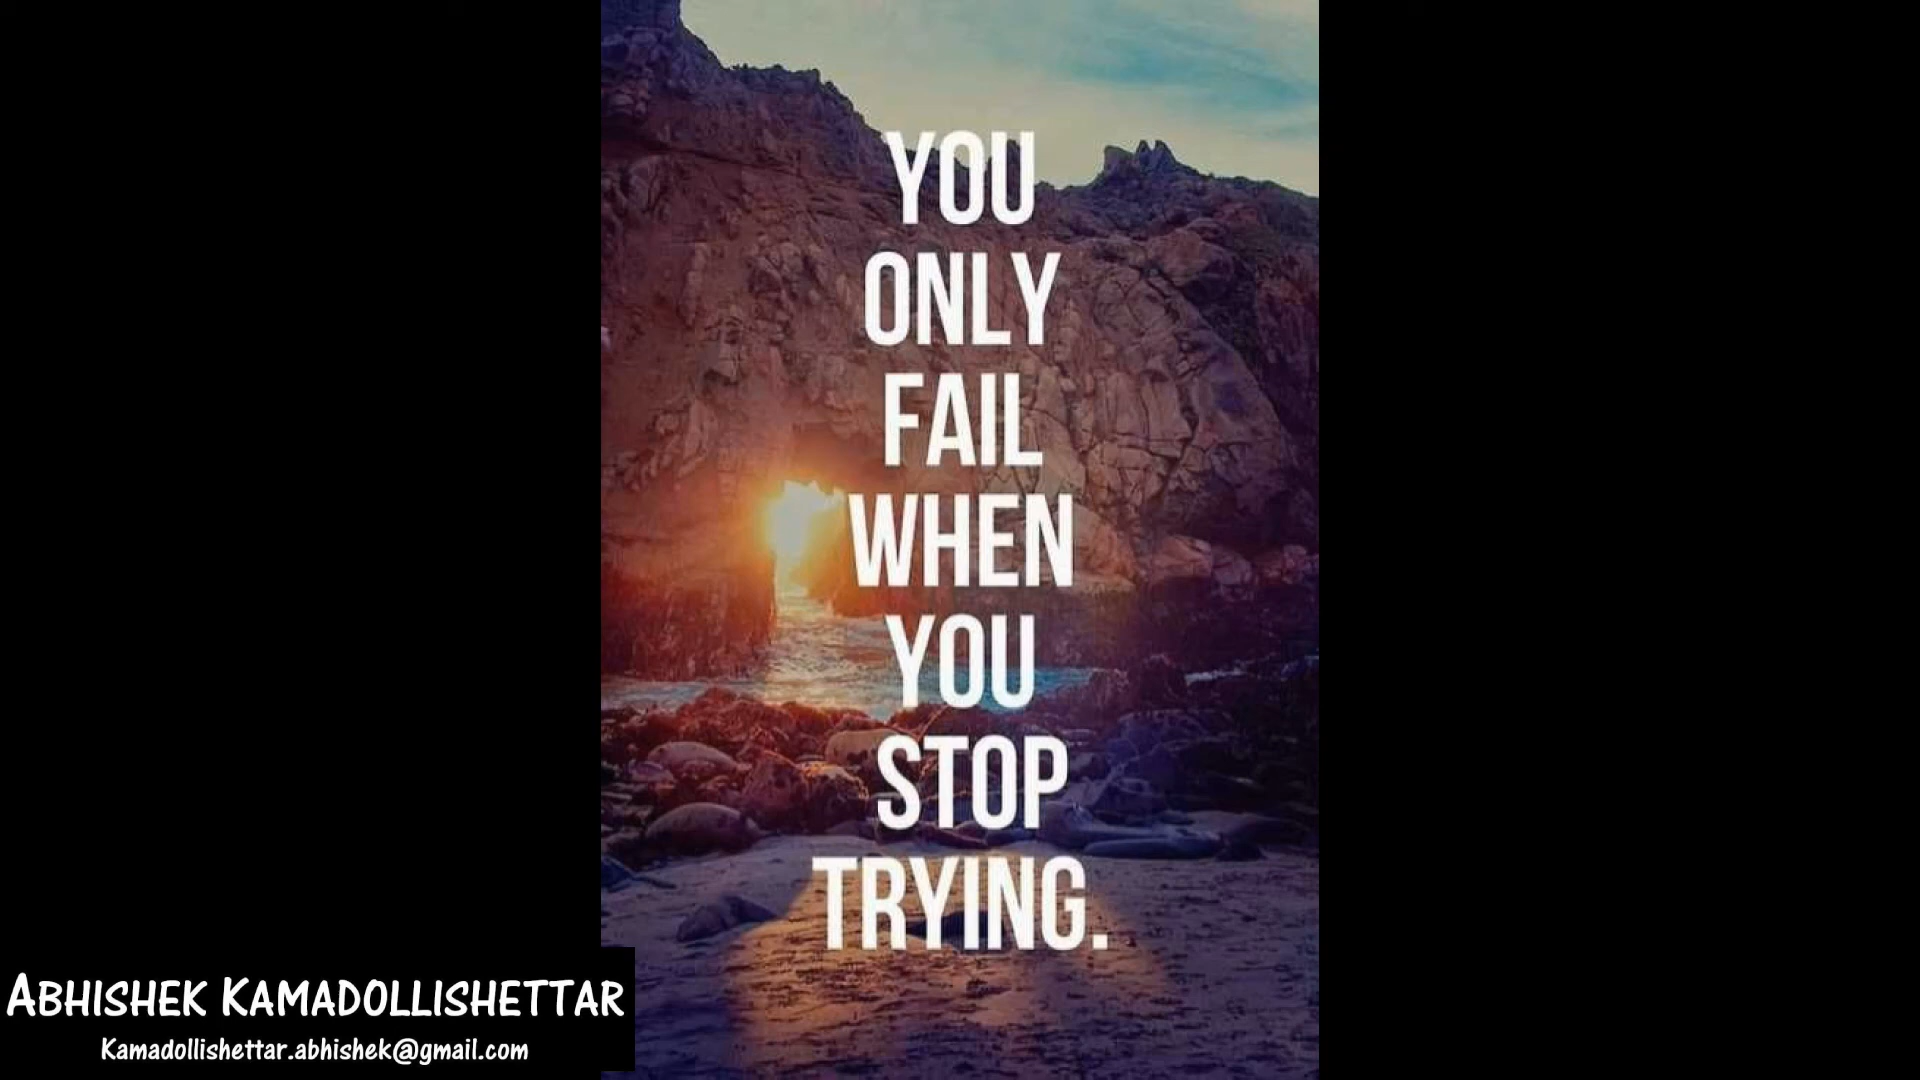 YOU
ONLY
FAIL
WHEN
YOU
STOP
TRYING.
ABHISHEK KAMADOLLISHETTAR
Kamadollishettar.abhishek@gmail.com